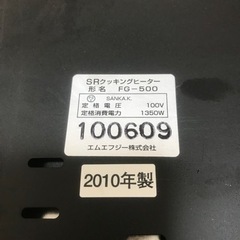 SRクッキングヒーター
形名 FG-500
SANKA-K.
定格電圧 100V
定格消費電力 1350W
100609
エムエフジー株式会社
2010年製